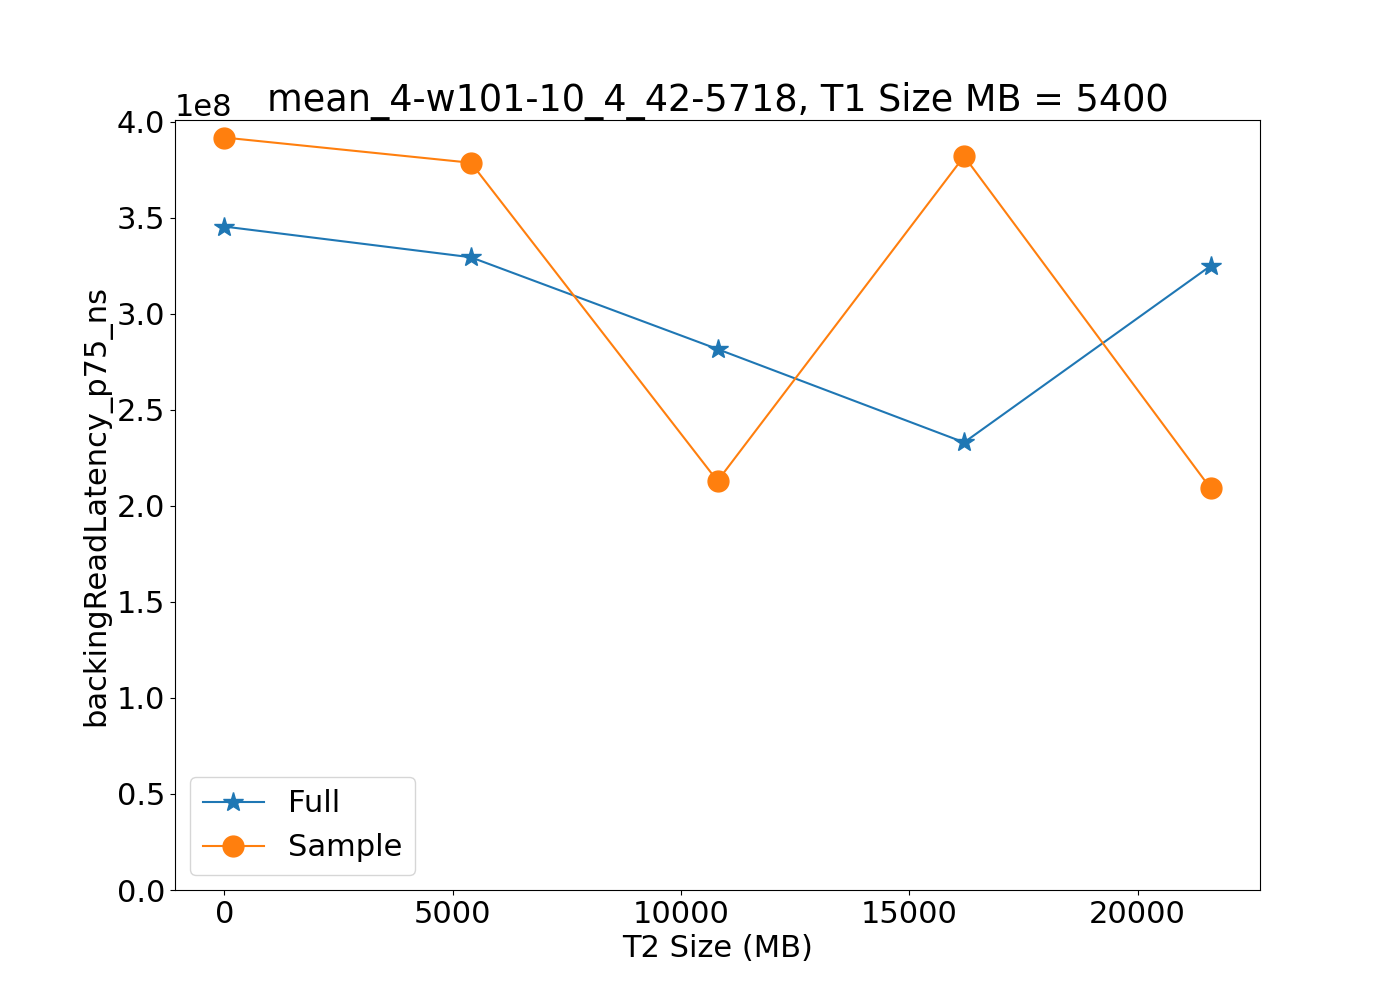 mean_4-w101-10_4_42-5718, T1 Size MB = 5400
1e8
4.0
3.5
3.0
2.5
2.0
1.5
1.0
0.5
0.0
backingReadLatency_p75_ns
Full
Sample
0 5000 10000 15000 20000
T2 Size (MB)